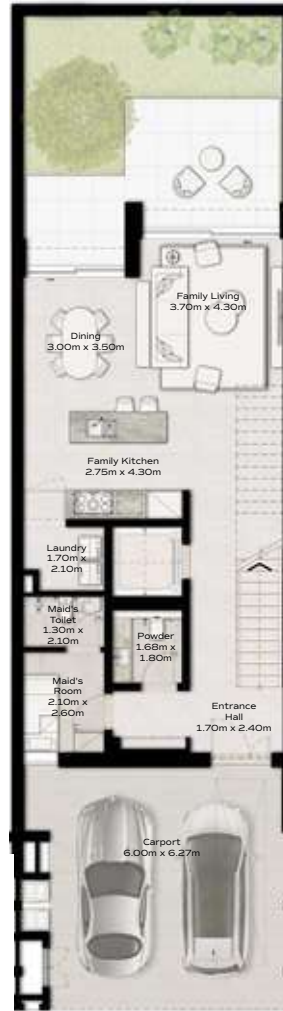 Family Living
3.70m x 4.30m
Dining
3.00m x 3.50m
Family Kitchen
2.75m x 4.30m
Laundry
1.70m x
2.10m
Maid's
Toilet
1.30m x
2.10m
Powder
1.68m x
1.80m
Maid's
Room
2.10m x
2.60m
Entrance
Hall
1.70m x 2.40m
Carport
6.00m x 6.27m